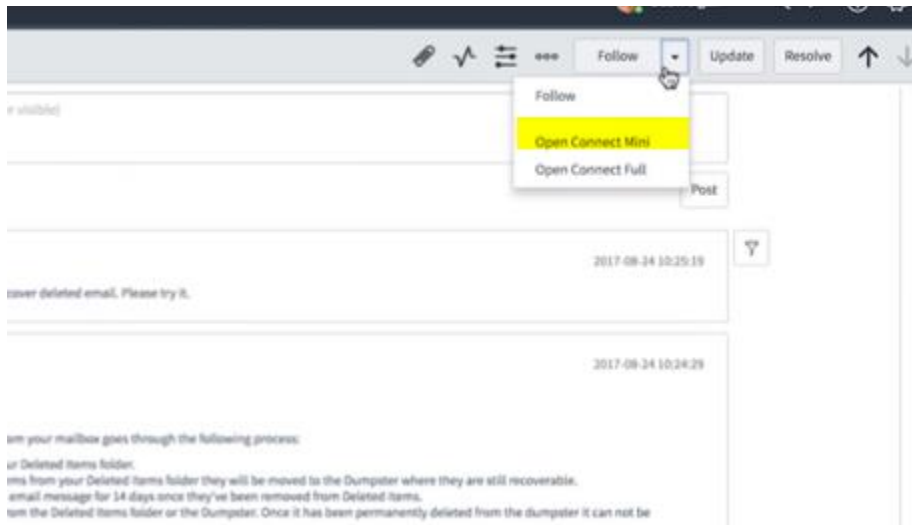 Follow
Update
Resolve
Follow
Open Connect Mini
Open Connect Full
visible)
Post
2017-08-24 10:25:19
cover deleted email. Please try it.
2017-08-24 10:24:29
om your mailbox goes through the following process:
ur Deleted Items folder.
ms from your Deleted Items folder they will be moved to the Dumpster where they are still recoverable.
email message for 14 days once they've been removed from Deleted Items.
rom the Deleted Items folder or the Dumpster. Once it has been permanently deleted from the dumpster it can not be